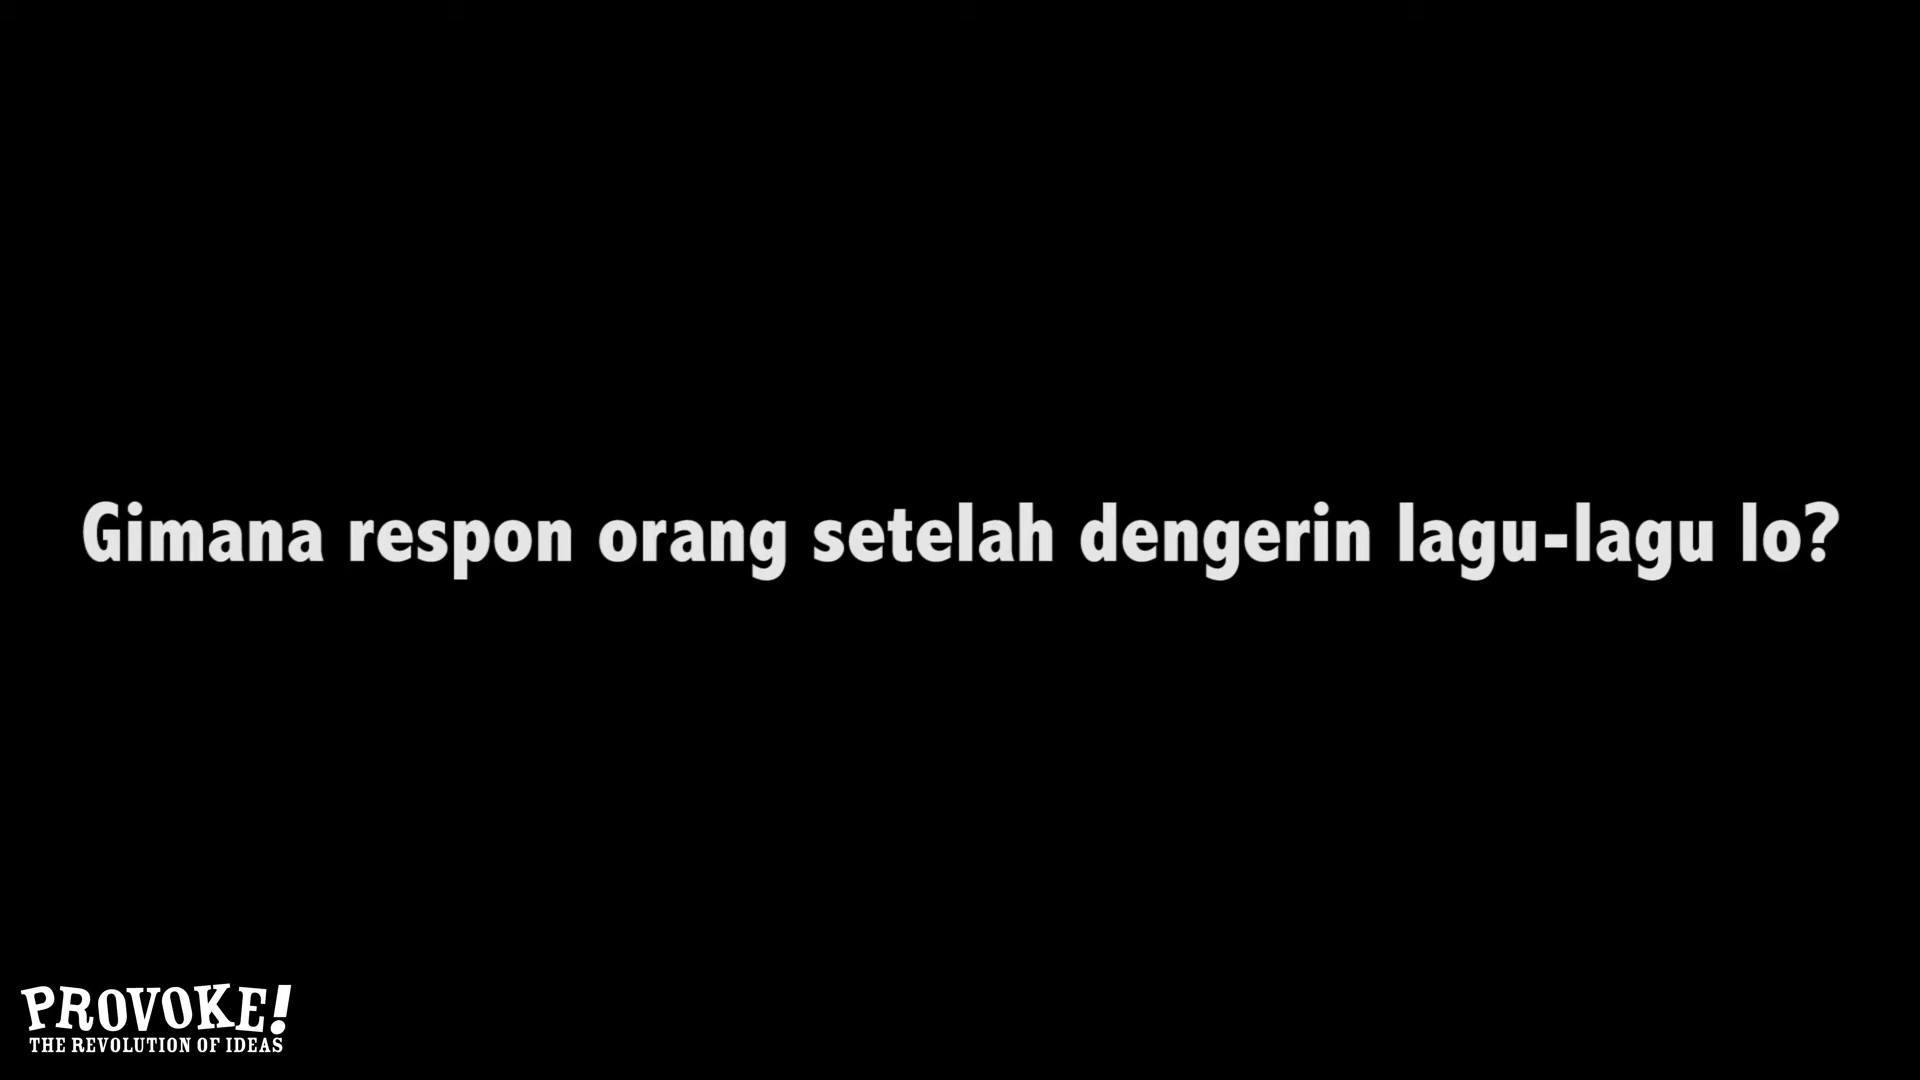 Gimana respon orang setelah dengerin lagu-lagu lo?
PROVOKE!
THE REVOLUTION OF IDEAS